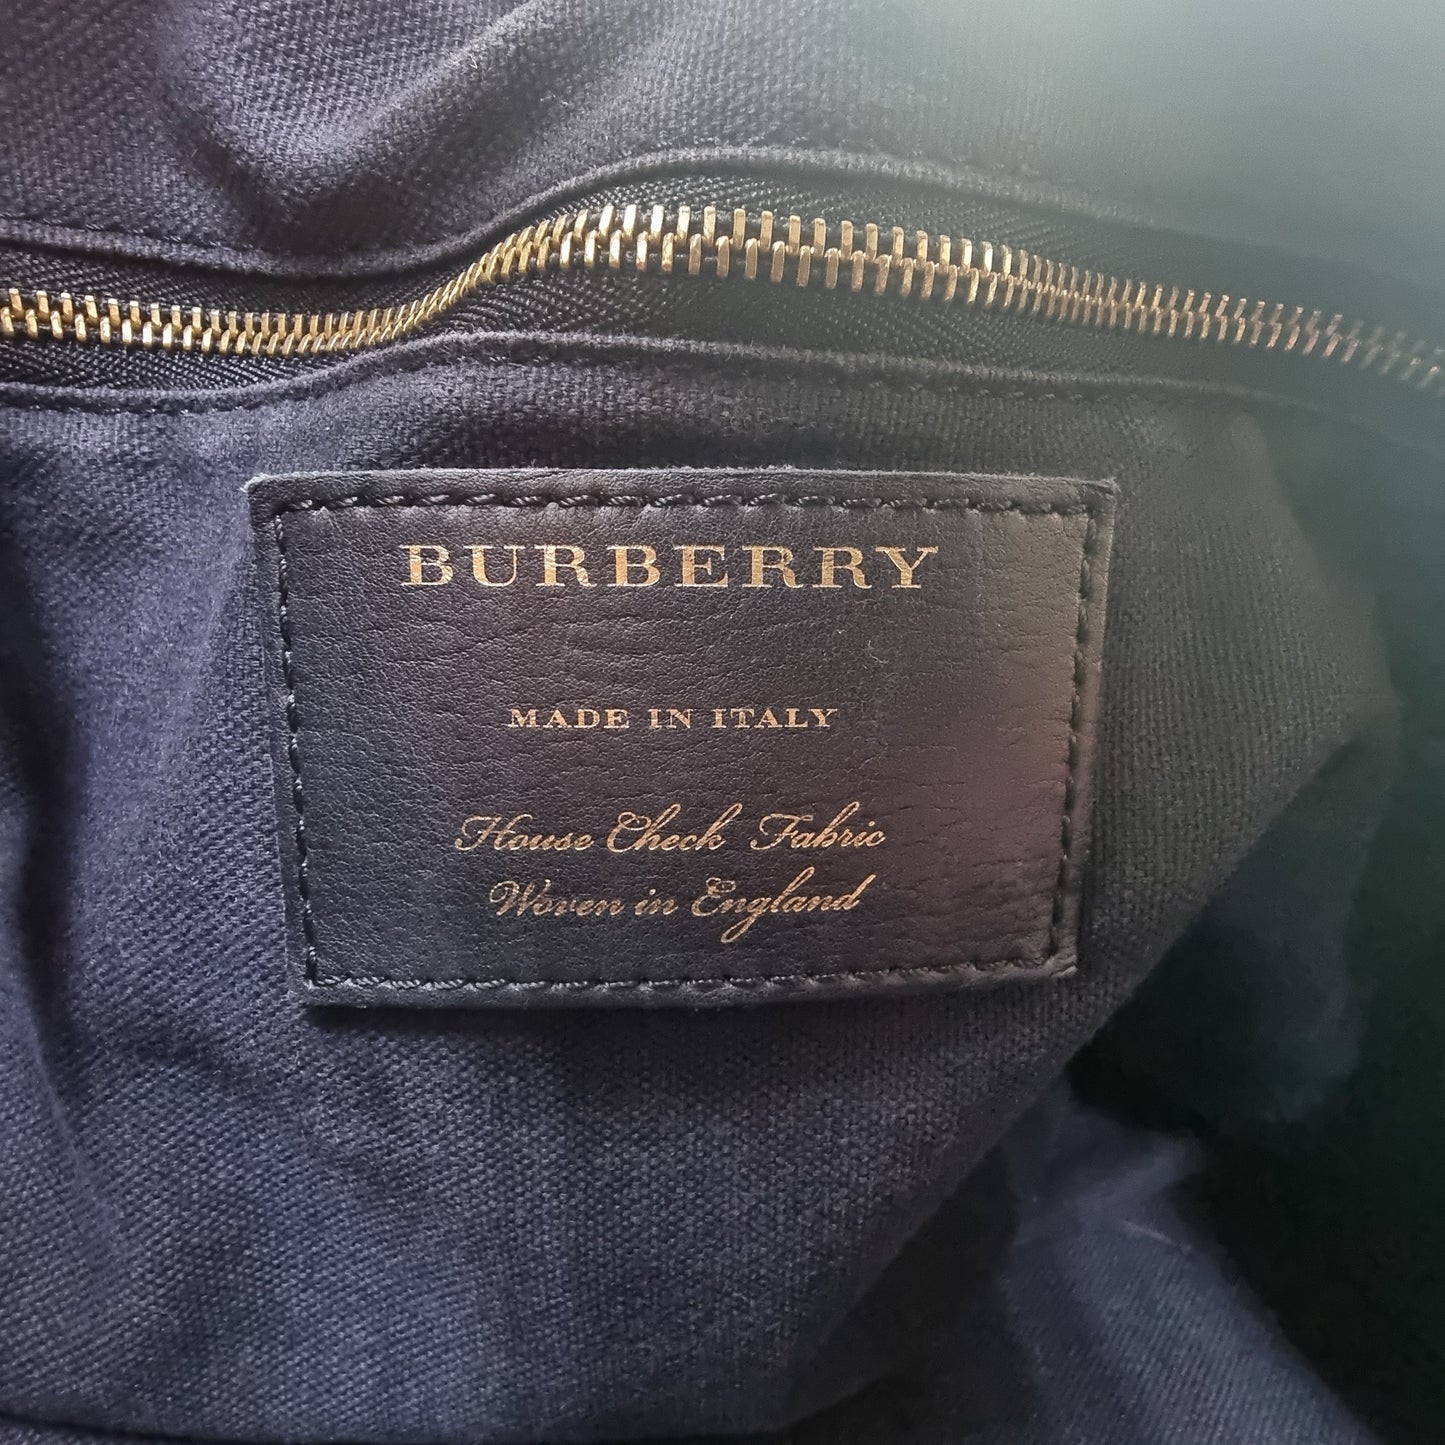 BURBERRY
MADE IN ITALY
House Check Fabric
Woven in England